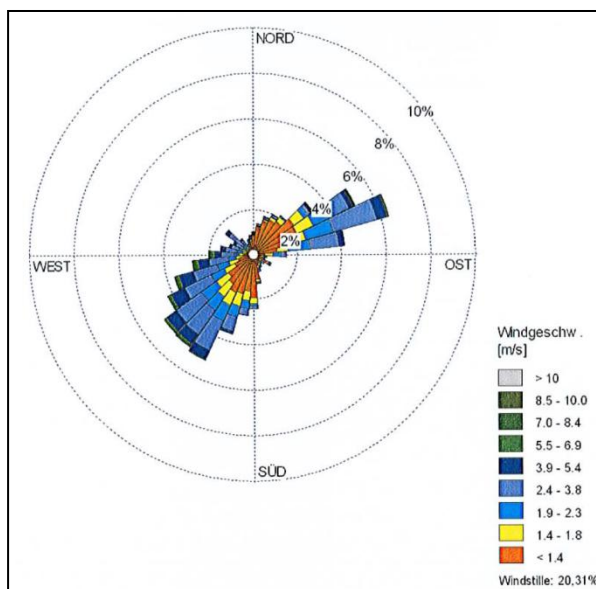 NORD
10%
8%
6%
4%
2%
WEST
OST
SÜD
Windgeschw.
[m/s]
> 10
8.5 - 10.0
7.0 - 8.4
5.5 - 6.9
3.9 - 5.4
2.4 - 3.8
1.9 - 2.3
1.4 - 1.8
< 1.4
Windstille: 20,31%